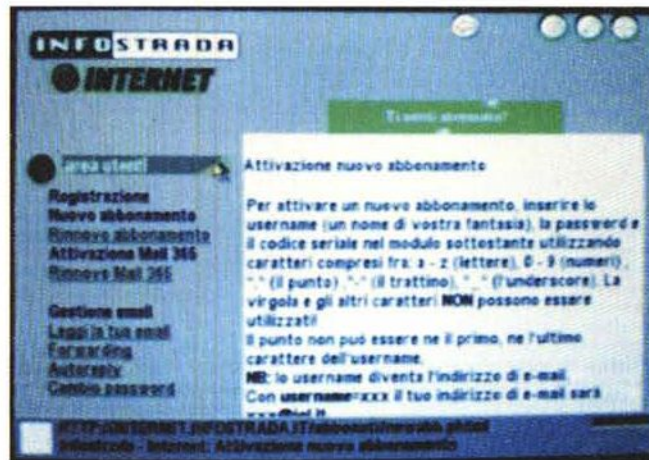 INFOSTRADA
INTERNET
Ti senti
area utenti
Registrazione
Nuovo abbonamento
Rinnovo abbonamento
Attivazione Mail 365
Rinnovo Mail 365
Gestione email
Leggi la tua email
Forwarding
Autoreply
Cambio password
Attivazione nuovo abbonamento
Per attivare un nuovo abbonamento, inserire lo
username (un nome di vostra fantasia), la password e
il codice seriale nel modulo sottostante utilizzando
caratteri compresi fra: a - z (lettere), 0 - 9 (numeri) ,
"." (il punto) ,"-" (il trattino), "_" (l'underscore). La
virgola e gli altri caratteri NON possono essere
utilizzati!
Il punto non può essere ne il primo, ne l'ultimo
carattere dell'username.
NB: lo username diventa l'indirizzo di e-mail.
Con username=xxx il tuo indirizzo di e-mail sarà
HTTP://INTERNET.INFOSTRADA.IT/
Internet: Attivazione nuovo abbonamento